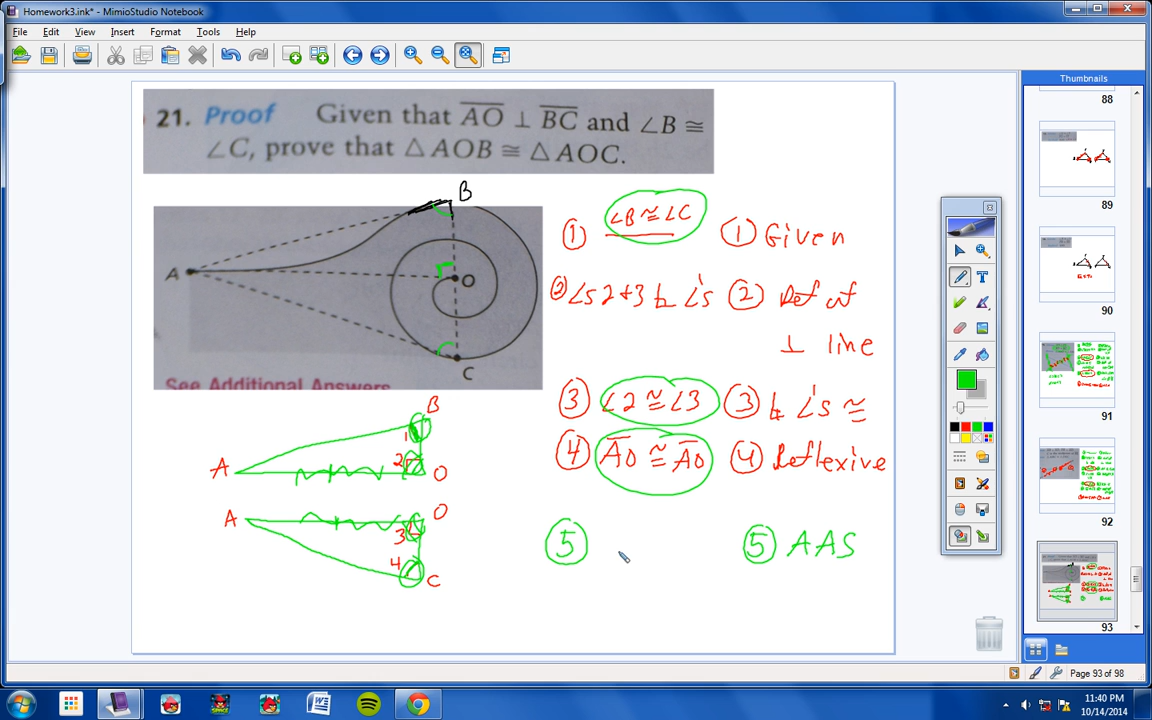 Homework3.ink* - MimioStudio Notebook
File Edit View Insert Format Tools Help
Thumbnails
21. Proof Given that AO ⊥ BC and ∠B ≅
∠C, prove that △AOB ≅ △AOC.
B
A
O
C
See Additional Answers
① ∠B ≅ ∠C ① Given
② ∠s 2+3 ∟ ∠'s ② Def of
⊥ line
③ ∠2 ≅ ∠3 ③ ∟ ∠'s ≅
④ AO ≅ AO ④ Reflexive
⑤ ⑤ AAS
B
1
A 2 O
A O
3
4 C
88
89
90
91
92
93
T
Page 93 of 98
11:40 PM
10/14/2014